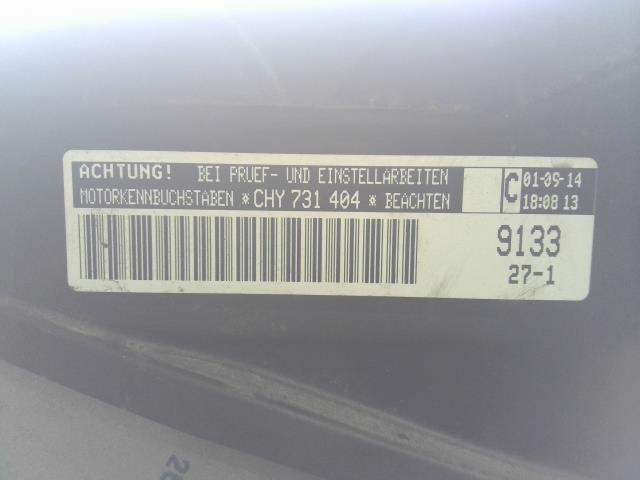 ACHTUNG! BEI PRUEF- UND EINSTELLARBEITEN
MOTORKENNBUCHSTABEN * CHY 731 404 * BEACHTEN
C
01-09-14
18:08 13
9133
27-1